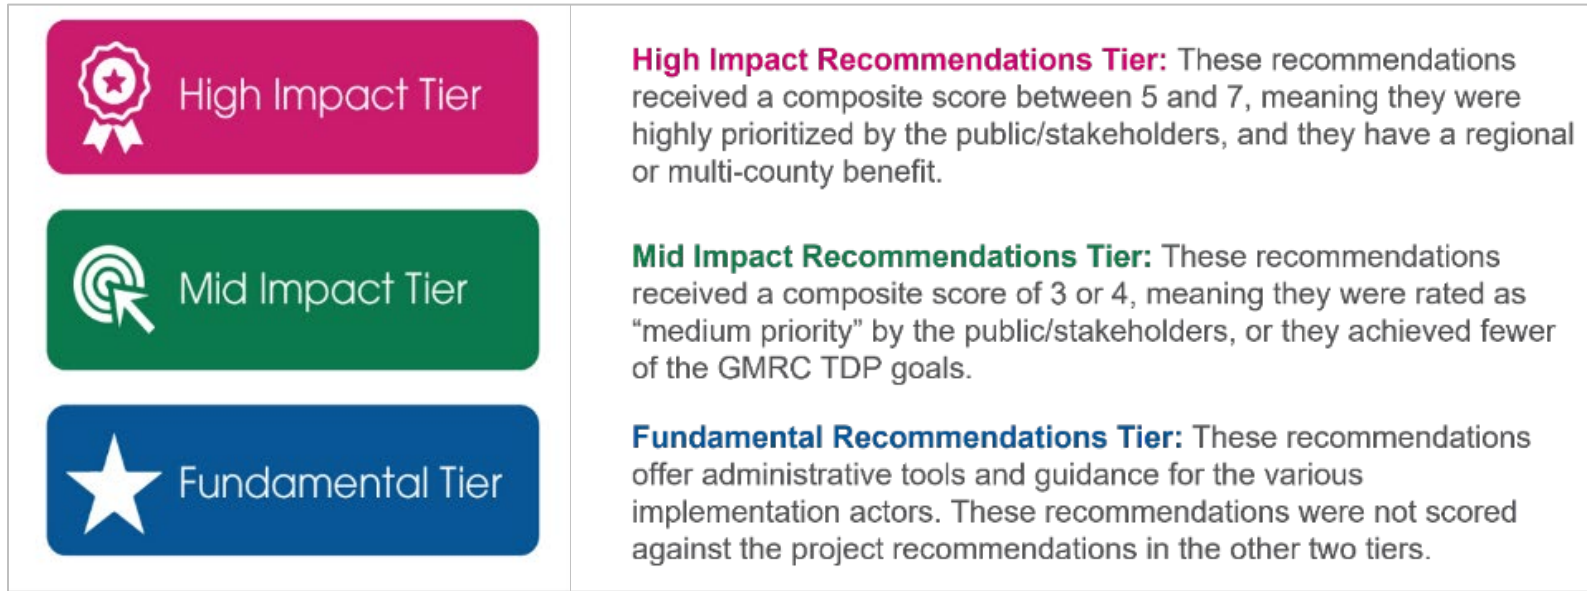 High Impact Tier
High Impact Recommendations Tier: These recommendations
received a composite score between 5 and 7, meaning they were
highly prioritized by the public/stakeholders, and they have a regional
or multi-county benefit.
Mid Impact Tier
Mid Impact Recommendations Tier: These recommendations
received a composite score of 3 or 4, meaning they were rated as
“medium priority” by the public/stakeholders, or they achieved fewer
of the GMRC TDP goals.
Fundamental Tier
Fundamental Recommendations Tier: These recommendations
offer administrative tools and guidance for the various
implementation actors. These recommendations were not scored
against the project recommendations in the other two tiers.